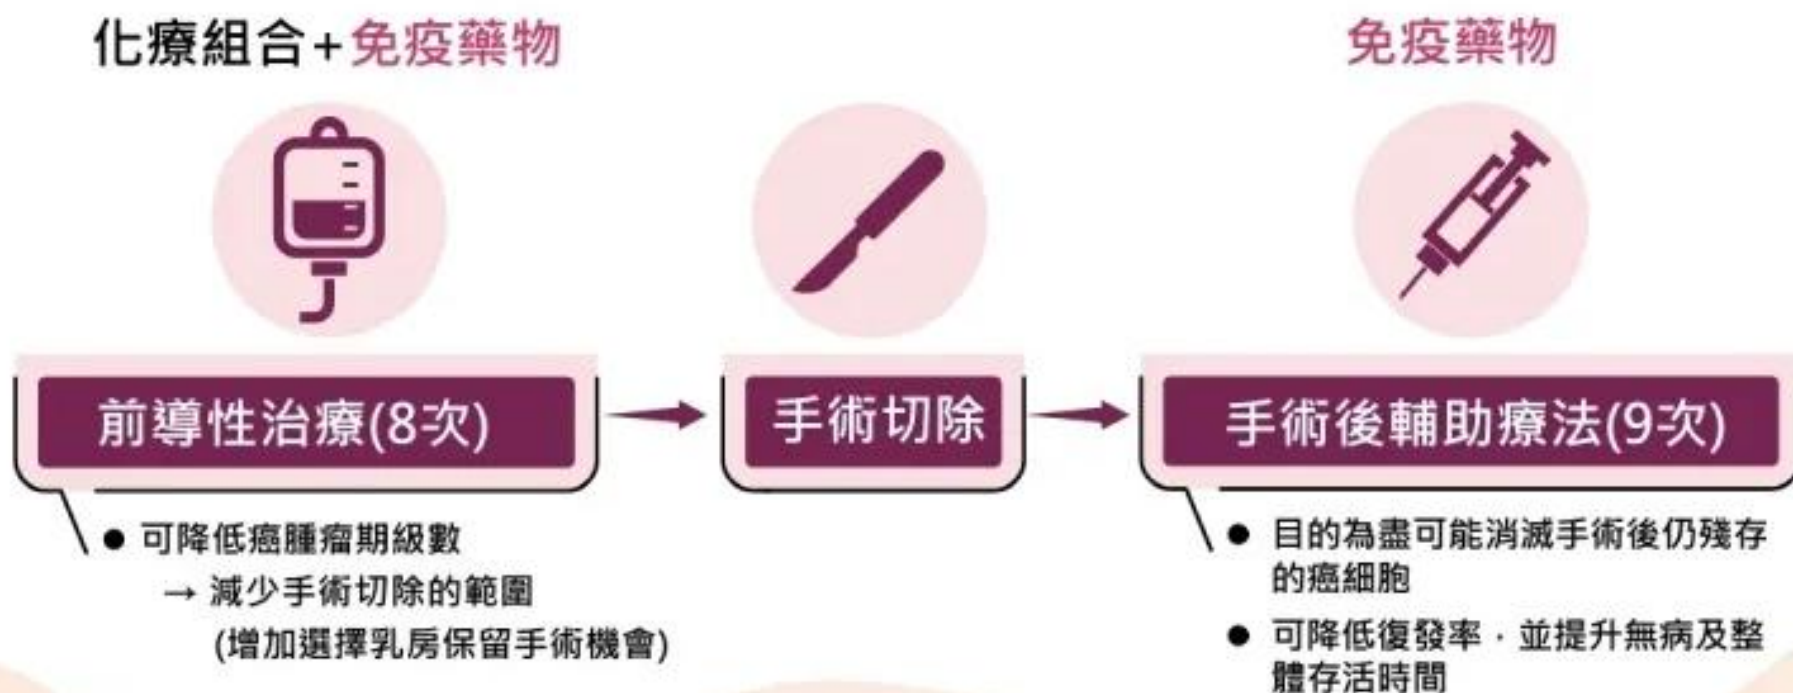 化療組合+免疫藥物
免疫藥物
前導性治療(8次)
手術切除
手術後輔助療法(9次)
● 可降低癌腫瘤期級數
→ 減少手術切除的範圍
(增加選擇乳房保留手術機會)
● 目的為盡可能消滅手術後仍殘存
的癌細胞
● 可降低復發率，並提升無病及整
體存活時間